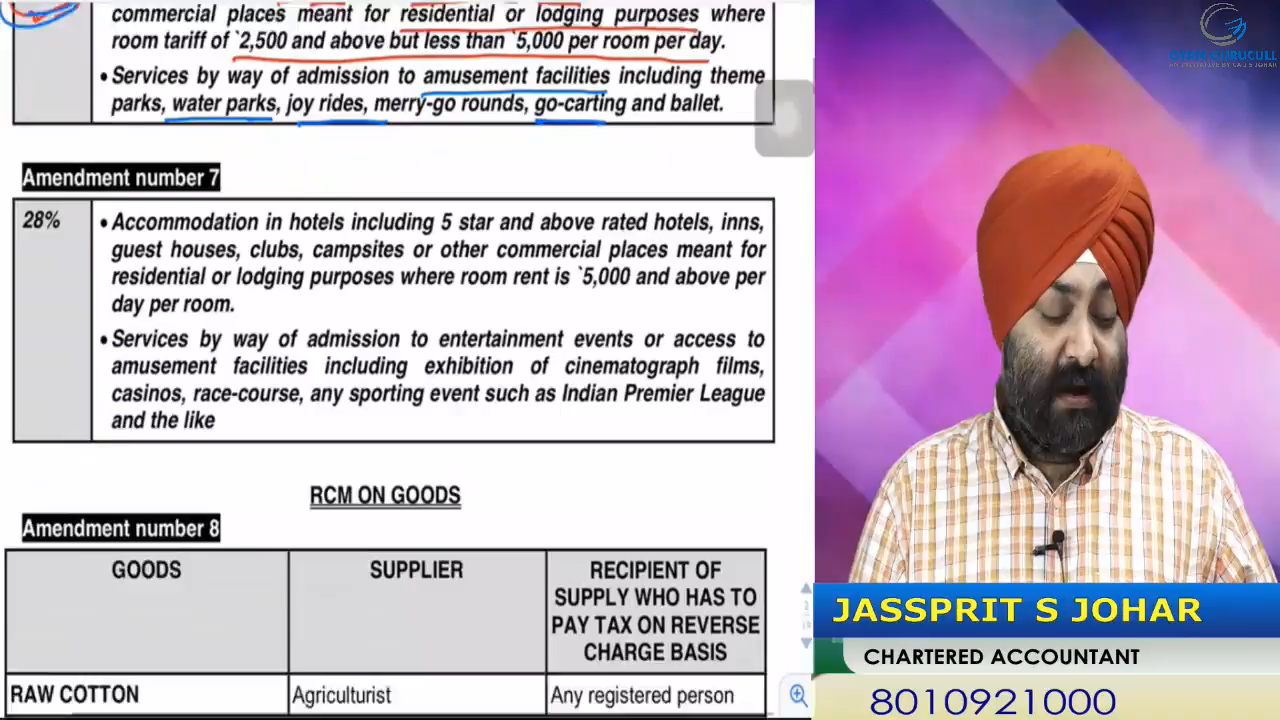 commercial places meant for residential or lodging purposes where
room tariff of `2,500 and above but less than `5,000 per room per day.
• Services by way of admission to amusement facilities including theme
parks, water parks, joy rides, merry-go rounds, go-carting and ballet.
Amendment number 7
28%
• Accommodation in hotels including 5 star and above rated hotels, inns,
guest houses, clubs, campsites or other commercial places meant for
residential or lodging purposes where room rent is `5,000 and above per
day per room.
• Services by way of admission to entertainment events or access to
amusement facilities including exhibition of cinematograph films,
casinos, race-course, any sporting event such as Indian Premier League
and the like
RCM ON GOODS
Amendment number 8
GOODS
SUPPLIER
RECIPIENT OF
SUPPLY WHO HAS TO
PAY TAX ON REVERSE
CHARGE BASIS
RAW COTTON
Agriculturist
Any registered person
JASSPRIT S JOHAR
CHARTERED ACCOUNTANT
8010921000